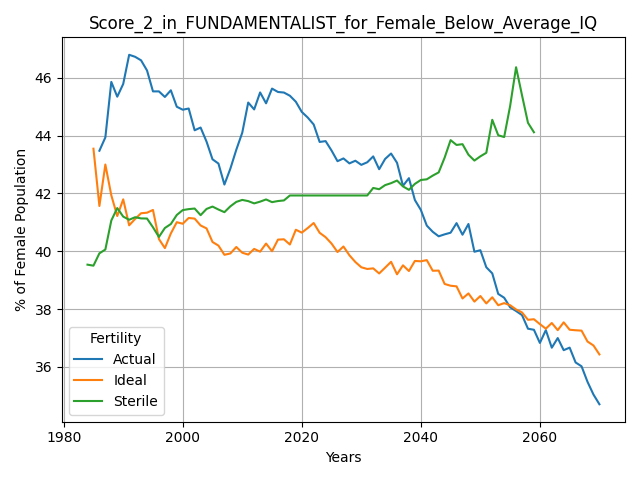 Score_2_in_FUNDAMENTALIST_for_Female_Below_Average_IQ
% of Female Population
46
44
42
40
38
36
Fertility
Actual
Ideal
Sterile
1980
2000
2020
2040
2060
Years